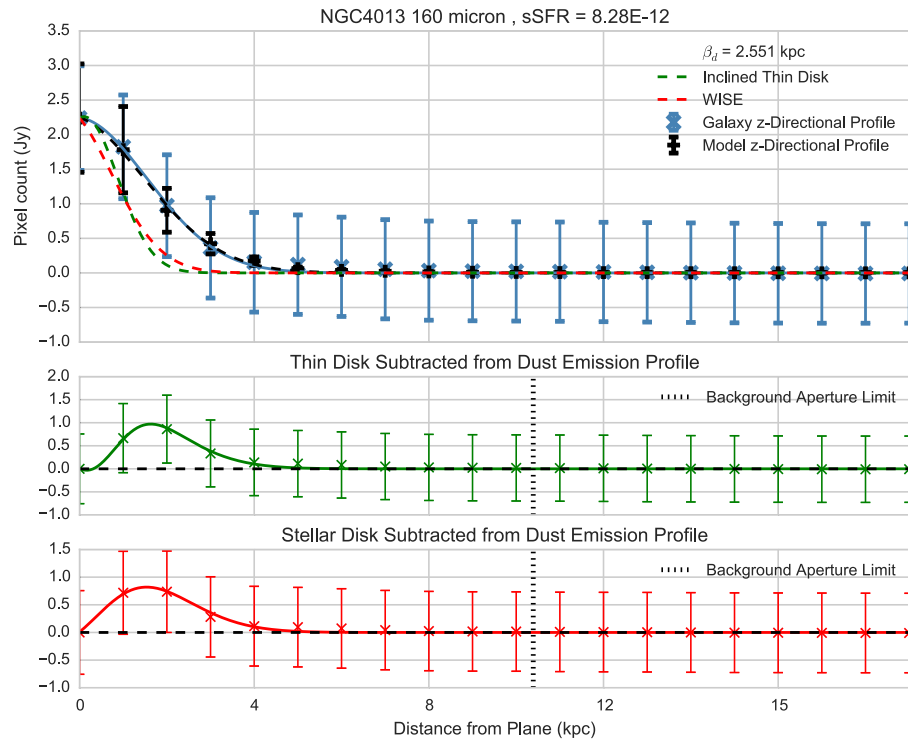 NGC4013 160 micron , sSFR = 8.28E-12
3.5
3.0
2.5
2.0
1.5
1.0
0.5
0.0
−0.5
−1.0
Pixel count (Jy)
β_d = 2.551 kpc
Inclined Thin Disk
WISE
Galaxy z-Directional Profile
Model z-Directional Profile
Thin Disk Subtracted from Dust Emission Profile
2.0
1.5
1.0
0.5
0.0
−0.5
−1.0
Background Aperture Limit
Stellar Disk Subtracted from Dust Emission Profile
1.5
1.0
0.5
0.0
−0.5
−1.0
Background Aperture Limit
0 4 8 12 15
Distance from Plane (kpc)